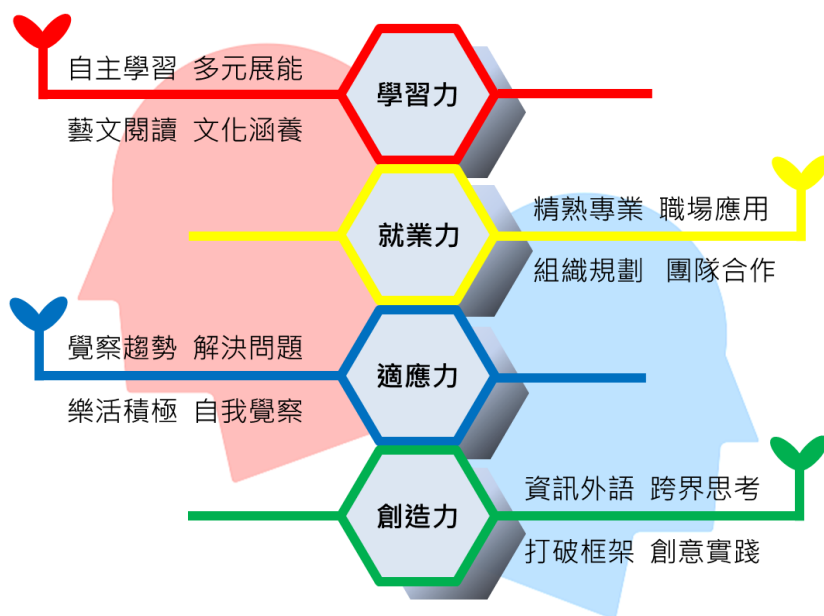 學習力
自主學習 多元展能
藝文閱讀 文化涵養
就業力
精熟專業 職場應用
組織規劃 團隊合作
適應力
覺察趨勢 解決問題
樂活積極 自我覺察
創造力
資訊外語 跨界思考
打破框架 創意實踐